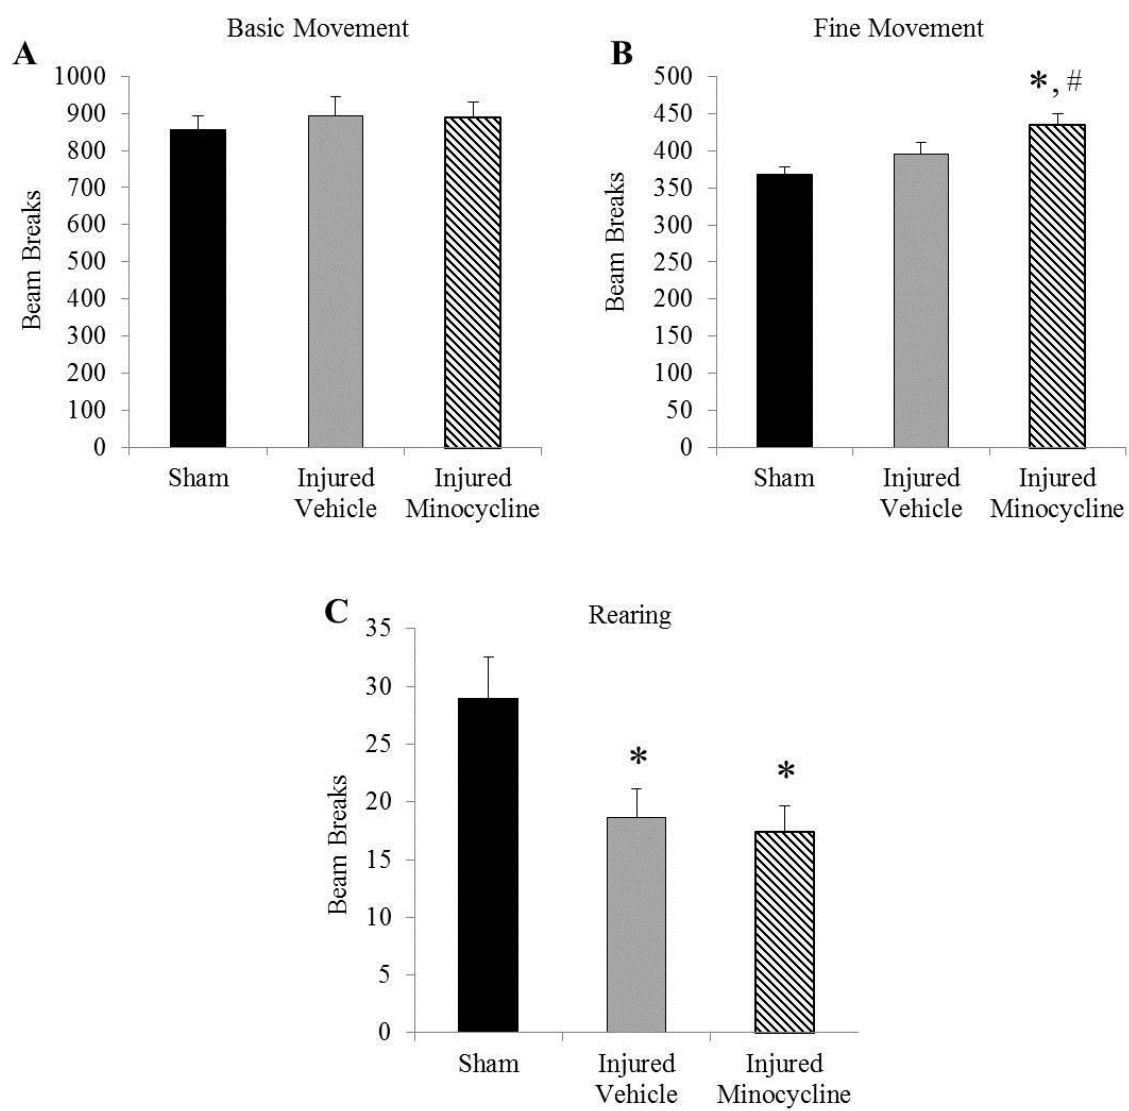 Basic Movement
A
1000
900
800
700
600
500
400
300
200
100
0
Beam Breaks
Sham
Injured
Vehicle
Injured
Minocycline
Fine Movement
B
*, #
500
450
400
350
300
250
200
150
100
50
0
Beam Breaks
Sham
Injured
Vehicle
Injured
Minocycline
C
Rearing
35
30
25
20
15
10
5
0
Beam Breaks
*
*
Sham
Injured
Vehicle
Injured
Minocycline